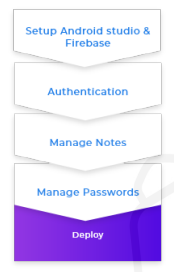 Setup Android studio &
Firebase
Authentication
Manage Notes
Manage Passwords
Deploy